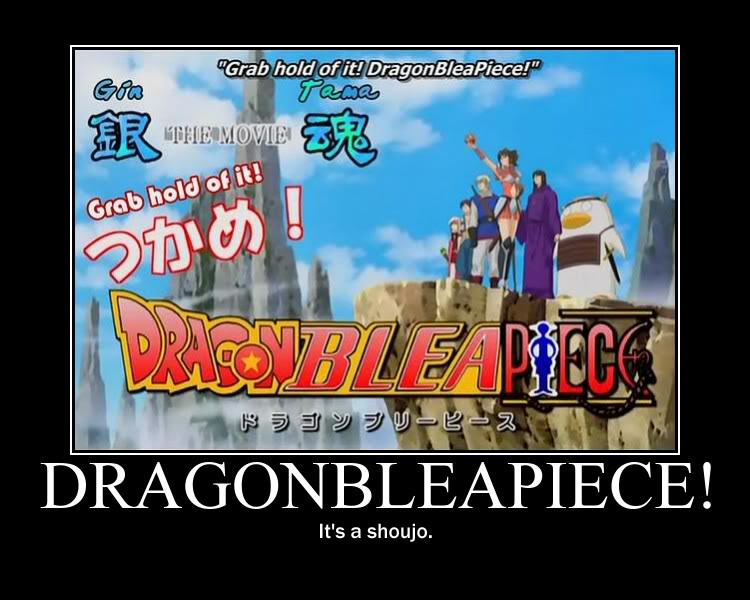 "Grab hold of it! DragonBleaPiece!"
Gin Tama
銀 THE MOVIE 魂
Grab hold of it!
つかめ！
DRAGONBLEAPIECE
ドラゴンブリーピース
DRAGONBLEAPIECE!
It's a shoujo.